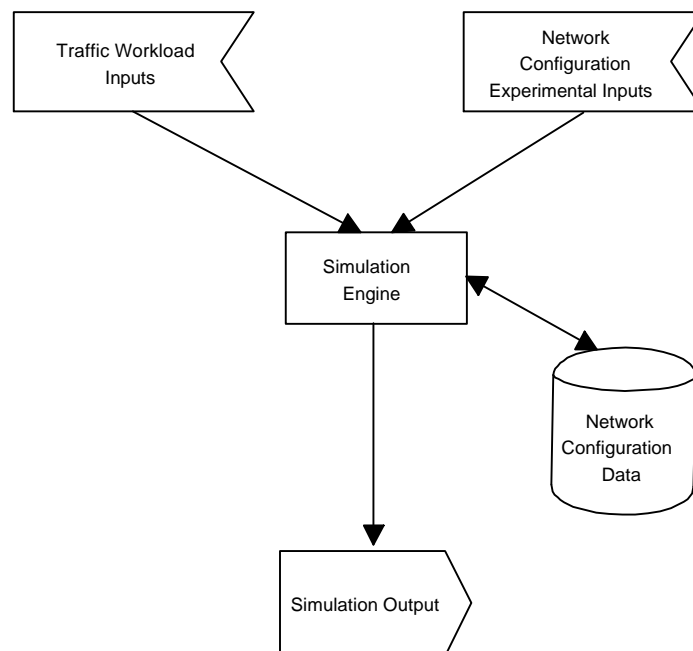 Traffic Workload
Inputs
Network
Configuration
Experimental Inputs
Simulation
Engine
Network
Configuration
Data
Simulation Output